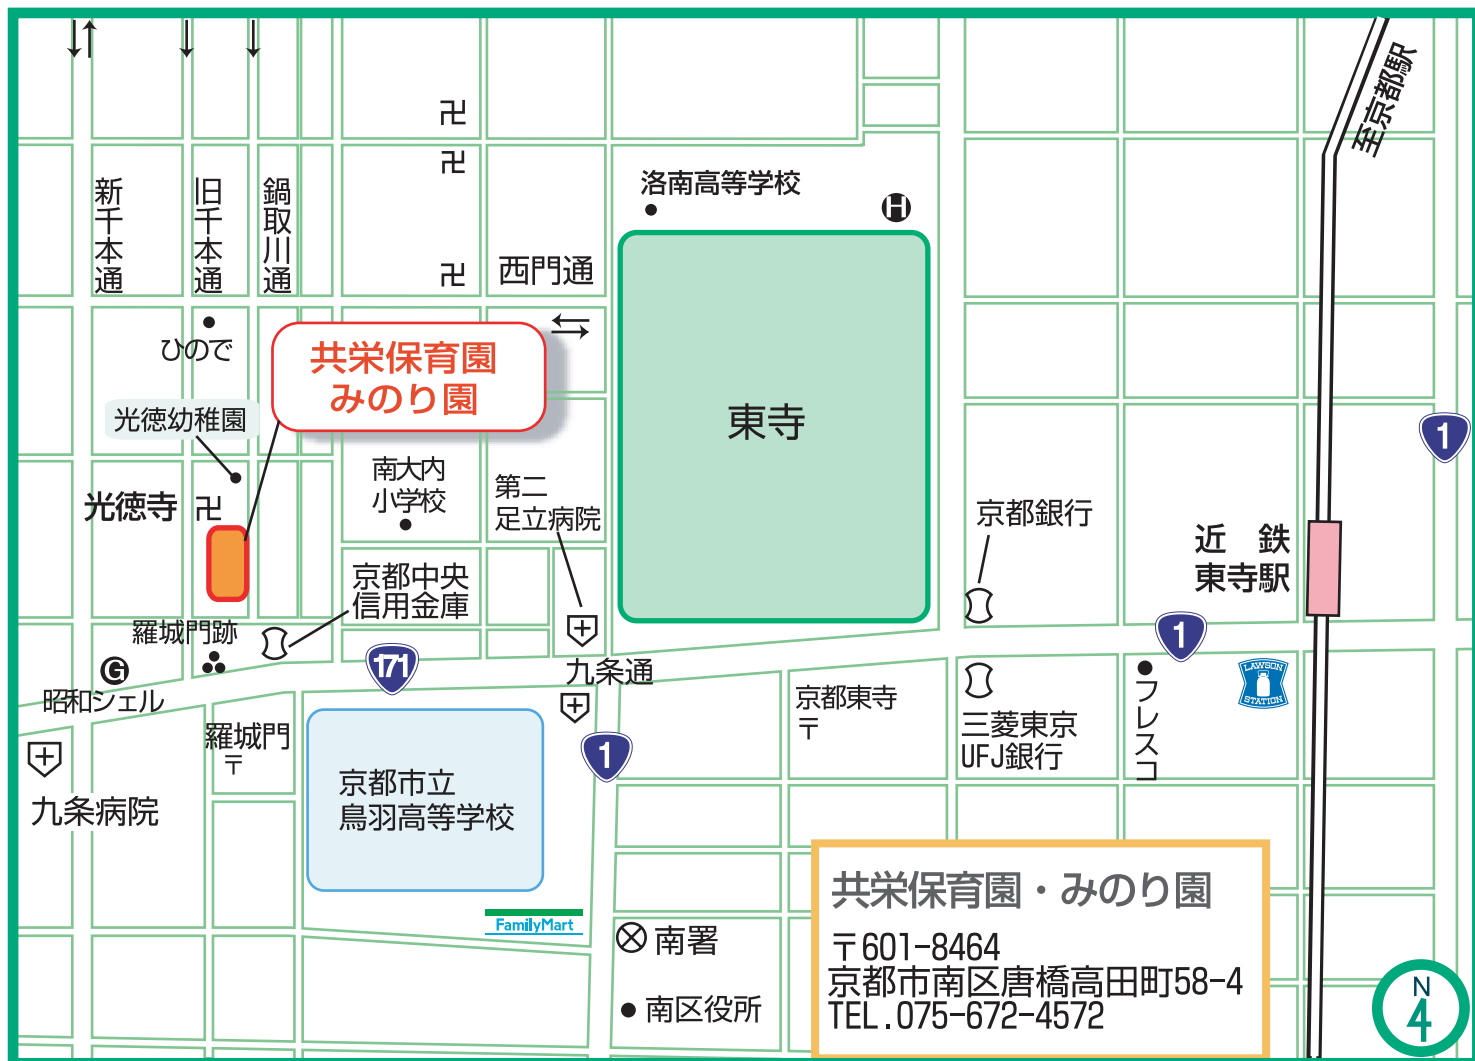 至京都駅
洛南高等学校
H
新千本通
旧千本通
鍋取川通
西門通
ひので
共栄保育園
みのり園
光徳幼稚園
東寺
1
南大内
小学校
第二
足立病院
光徳寺
京都銀行
近　鉄
東寺駅
京都中央
信用金庫
羅城門跡
171
1
G
昭和シェル
九条通
LAWSON
STATION
フレスコ
京都東寺
〒
三菱東京
UFJ銀行
羅城門
〒
1
九条病院
京都市立
鳥羽高等学校
FamilyMart
南署
南区役所
共栄保育園・みのり園
〒601-8464
京都市南区唐橋高田町58-4
TEL.075-672-4572
N